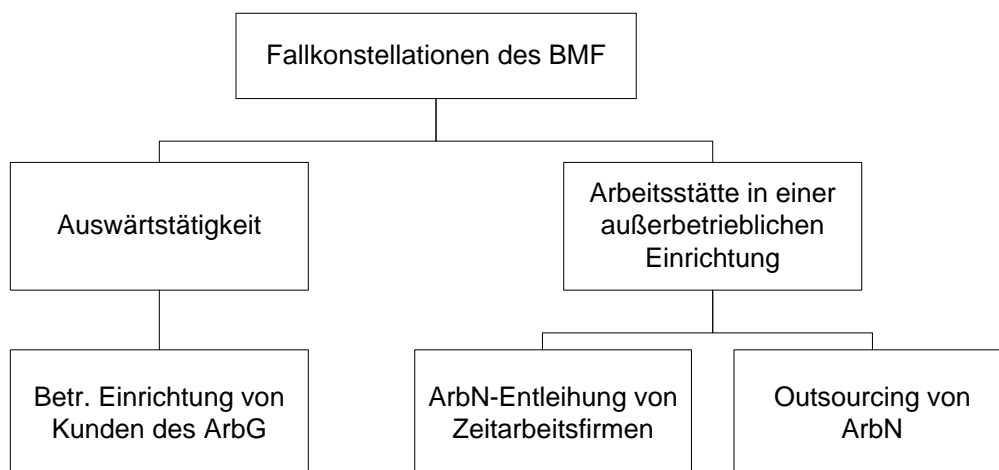 Fallkonstellationen des BMF
Auswärtstätigkeit
Arbeitsstätte in einer
außerbetrieblichen
Einrichtung
Betr. Einrichtung von
Kunden des ArbG
ArbN-Entleihung von
Zeitarbeitsfirmen
Outsourcing von
ArbN